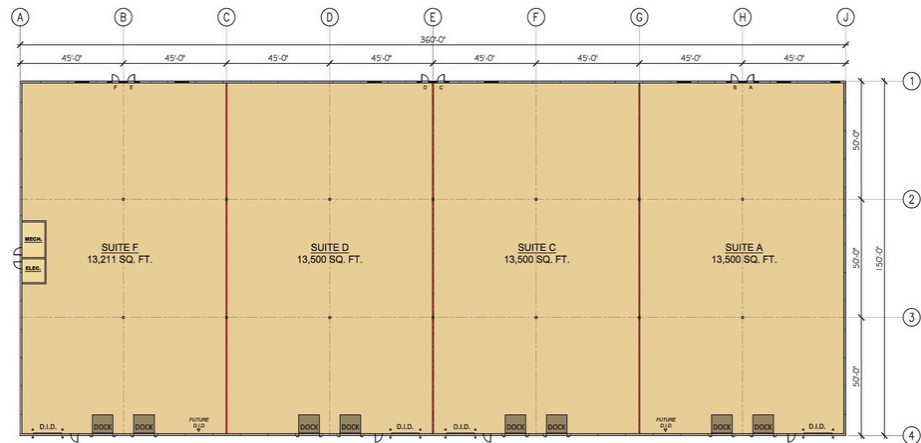 A B C D E F G H J
360'-0"
45'-0" 45'-0" 45'-0" 45'-0" 45'-0" 45'-0" 45'-0" 45'-0"
F E D C B A
1
50'-0"
2
MECH.
ELEC.
SUITE F
13,211 SQ. FT.
SUITE D
13,500 SQ. FT.
SUITE C
13,500 SQ. FT.
SUITE A
13,500 SQ. FT.
50'-0"
150'-0"
3
50'-0"
D.I.D. DOCK DOCK FUTURE D.I.D. DOCK DOCK D.I.D. D.I.D. DOCK DOCK FUTURE D.I.D. DOCK DOCK D.I.D.
4